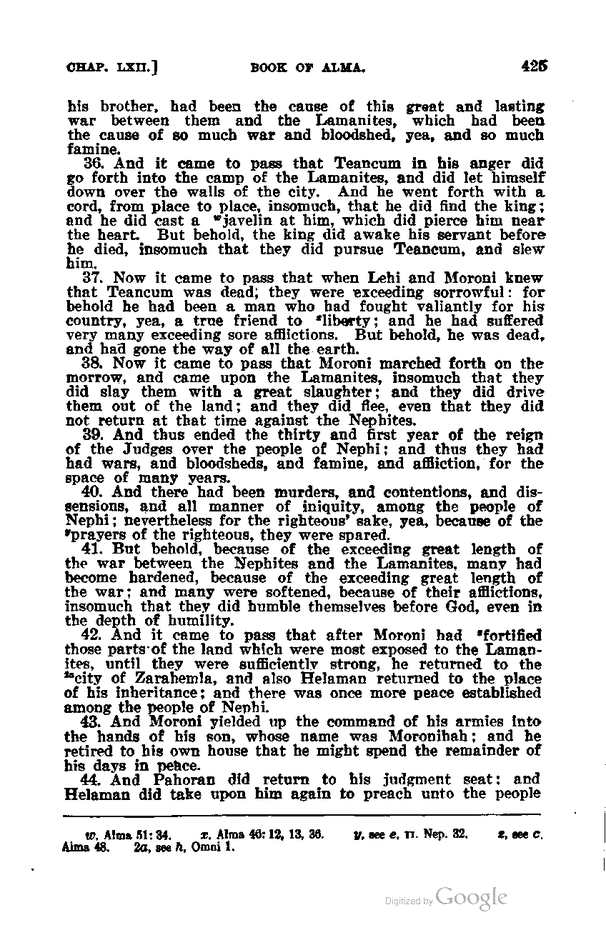 CHAP. LXII.] BOOK OF ALMA. 425
his brother, had been the cause of this great and lasting
war between them and the Lamanites, which had been
the cause of so much war and bloodshed, yea, and so much
famine.
36. And it came to pass that Teancum in his anger did
go forth into the camp of the Lamanites, and did let himself
down over the walls of the city. And he went forth with a
cord, from place to place, insomuch, that he did find the king;
and he did cast a ʷjavelin at him, which did pierce him near
the heart. But behold, the king did awake his servant before
he died, insomuch that they did pursue Teancum, and slew
him.
37. Now it came to pass that when Lehi and Moroni knew
that Teancum was dead; they were exceeding sorrowful: for
behold he had been a man who had fought valiantly for his
country, yea, a true friend to ˣliberty; and he had suffered
very many exceeding sore afflictions. But behold, he was dead,
and had gone the way of all the earth.
38. Now it came to pass that Moroni marched forth on the
morrow, and came upon the Lamanites, insomuch that they
did slay them with a great slaughter; and they did drive
them out of the land; and they did flee, even that they did
not return at that time against the Nephites.
39. And thus ended the thirty and first year of the reign
of the Judges over the people of Nephi; and thus they had
had wars, and bloodsheds, and famine, and affliction, for the
space of many years.
40. And there had been murders, and contentions, and dis-
sensions, and all manner of iniquity, among the people of
Nephi; nevertheless for the righteous' sake, yea, because of the
ʸprayers of the righteous, they were spared.
41. But behold, because of the exceeding great length of
the war between the Nephites and the Lamanites, many had
become hardened, because of the exceeding great length of
the war; and many were softened, because of their afflictions,
insomuch that they did humble themselves before God, even in
the depth of humility.
42. And it came to pass that after Moroni had ᶻfortified
those parts of the land which were most exposed to the Laman-
ites, until they were sufficiently strong, he returned to the
²ᵃcity of Zarahemla, and also Helaman returned to the place
of his inheritance; and there was once more peace established
among the people of Nephi.
43. And Moroni yielded up the command of his armies into
the hands of his son, whose name was Moronihah; and he
retired to his own house that he might spend the remainder of
his days in peace.
44. And Pahoran did return to his judgment seat; and
Helaman did take upon him again to preach unto the people
w, Alma 51: 34. x, Alma 46: 12, 13, 36. y, see e, II. Nep. 32. z, see c,
Alma 48. 2a, see h, Omni 1.
Digitized by Google